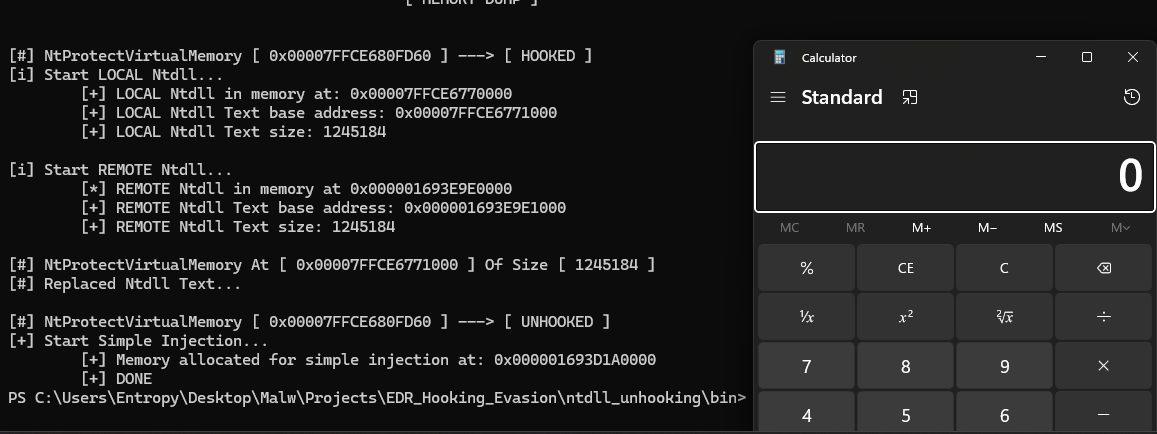 [ MEMORY DUMP ]
[#] NtProtectVirtualMemory [ 0x00007FFCE680FD60 ] ---> [ HOOKED ]
[i] Start LOCAL Ntdll...
[+] LOCAL Ntdll in memory at: 0x00007FFCE6770000
[+] LOCAL Ntdll Text base address: 0x00007FFCE6771000
[+] LOCAL Ntdll Text size: 1245184
[i] Start REMOTE Ntdll...
[*] REMOTE Ntdll in memory at 0x000001693E9E0000
[+] REMOTE Ntdll Text base address: 0x000001693E9E1000
[+] REMOTE Ntdll Text size: 1245184
[#] NtProtectVirtualMemory At [ 0x00007FFCE6771000 ] Of Size [ 1245184 ]
[#] Replaced Ntdll Text...
[#] NtProtectVirtualMemory [ 0x00007FFCE680FD60 ] ---> [ UNHOOKED ]
[+] Start Simple Injection...
[+] Memory allocated for simple injection at: 0x000001693D1A0000
[+] DONE
PS C:\Users\Entropy\Desktop\Malw\Projects\EDR_Hooking_Evasion\ntdll_unhooking\bin>
Calculator
Standard
0
MC MR M+ M− MS M˅
% CE C
¹/x x² ²√x ÷
7 8 9 ×
4 5 6 −